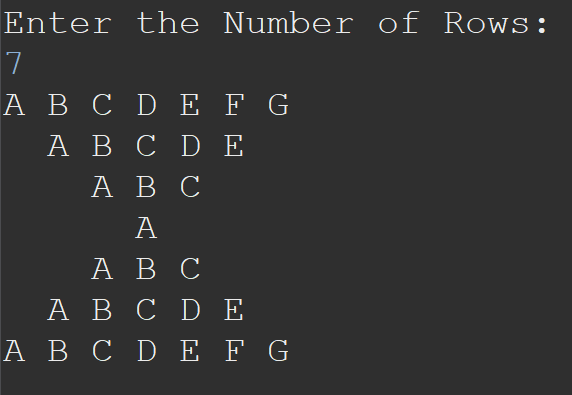 Enter the Number of Rows:
7
A B C D E F G
  A B C D E
    A B C
      A
    A B C
  A B C D E
A B C D E F G